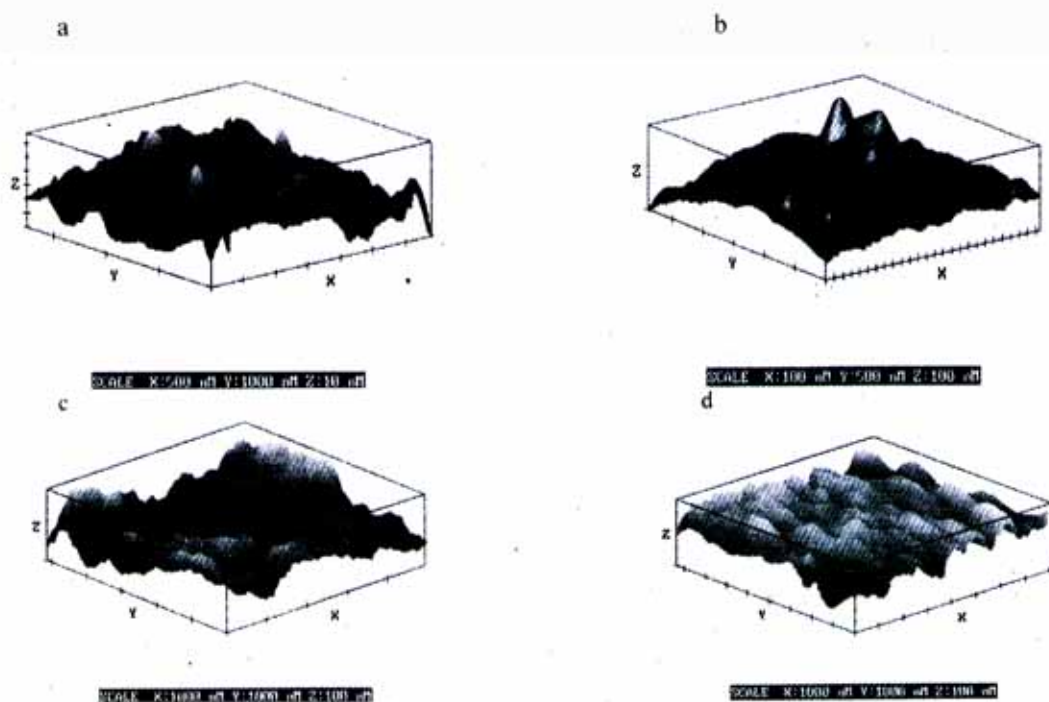 a
b
Z
Y
X
Z
Y
X
SCALE X:500 nM Y:1000 nM Z:10 nM
SCALE X:100 nM Y:500 nM Z:100 nM
c
d
Z
Y
X
Z
Y
X
SCALE X:1000 nM Y:1000 nM Z:100 nM
SCALE X:1000 nM Y:1000 nM Z:100 nM